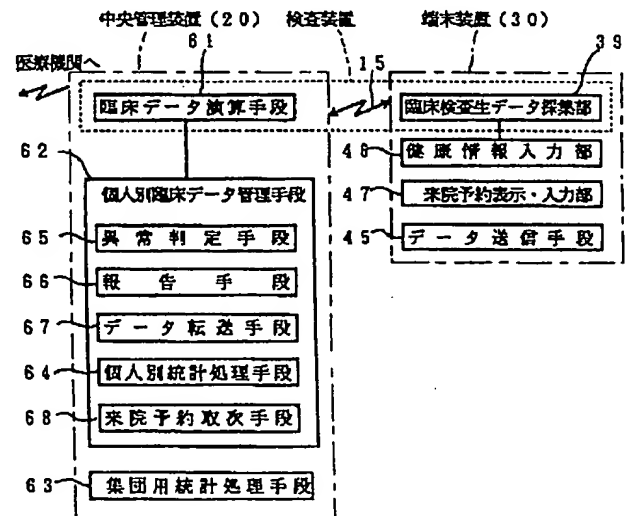 中央管理装置(20) 検査装置 端末装置(30)
61 39
医療機関へ 15
臨床データ演算手段 臨床検査生データ採集部
62 46 健康情報入力部
個人別臨床データ管理手段 47 来院予約表示・入力部
65 異常判定手段 45 データ送信手段
66 報告手段
67 データ転送手段
64 個人別統計処理手段
68 来院予約取次手段
63 集団用統計処理手段